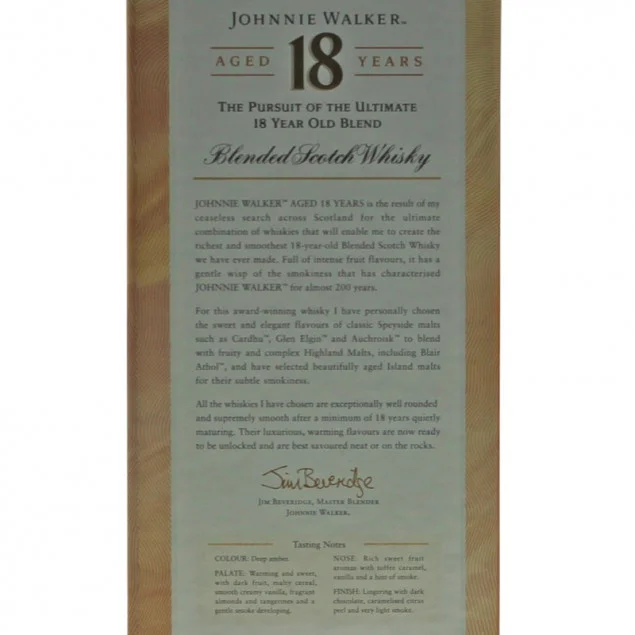 JOHNNIE WALKER™
AGED 18 YEARS
THE PURSUIT OF THE ULTIMATE
18 YEAR OLD BLEND
Blended Scotch Whisky
JOHNNIE WALKER™ AGED 18 YEARS is the result of my
ceaseless search across Scotland for the ultimate
combination of whiskies that will enable me to create the
richest and smoothest 18-year-old Blended Scotch Whisky
we have ever made. Full of intense fruit flavours, it has a
gentle wisp of the smokiness that has characterised
JOHNNIE WALKER™ for almost 200 years.
For this award-winning whisky I have personally chosen
the sweet and elegant flavours of classic Speyside malts
such as Cardhu™, Glen Elgin™ and Auchroisk™ to blend
with fruity and complex Highland Malts, including Blair
Athol™, and have selected beautifully aged Island malts
for their subtle smokiness.
All the whiskies I have chosen are exceptionally well rounded
and supremely smooth after a minimum of 18 years quietly
maturing. Their luxurious, warming flavours are now ready
to be unlocked and are best savoured neat or on the rocks.
Jim Beveridge
JIM BEVERIDGE, MASTER BLENDER
JOHNNIE WALKER.
Tasting Notes
COLOUR: Deep amber.
PALATE: Warming and sweet,
with dark fruit, malty cereal,
smooth creamy vanilla, fragrant
almonds and tangerines and a
gentle smoke developing.
NOSE: Rich sweet fruit
aromas with toffee caramel,
vanilla and a hint of smoke.
FINISH: Lingering with dark
chocolate, caramelised citrus
peel and very light smoke.